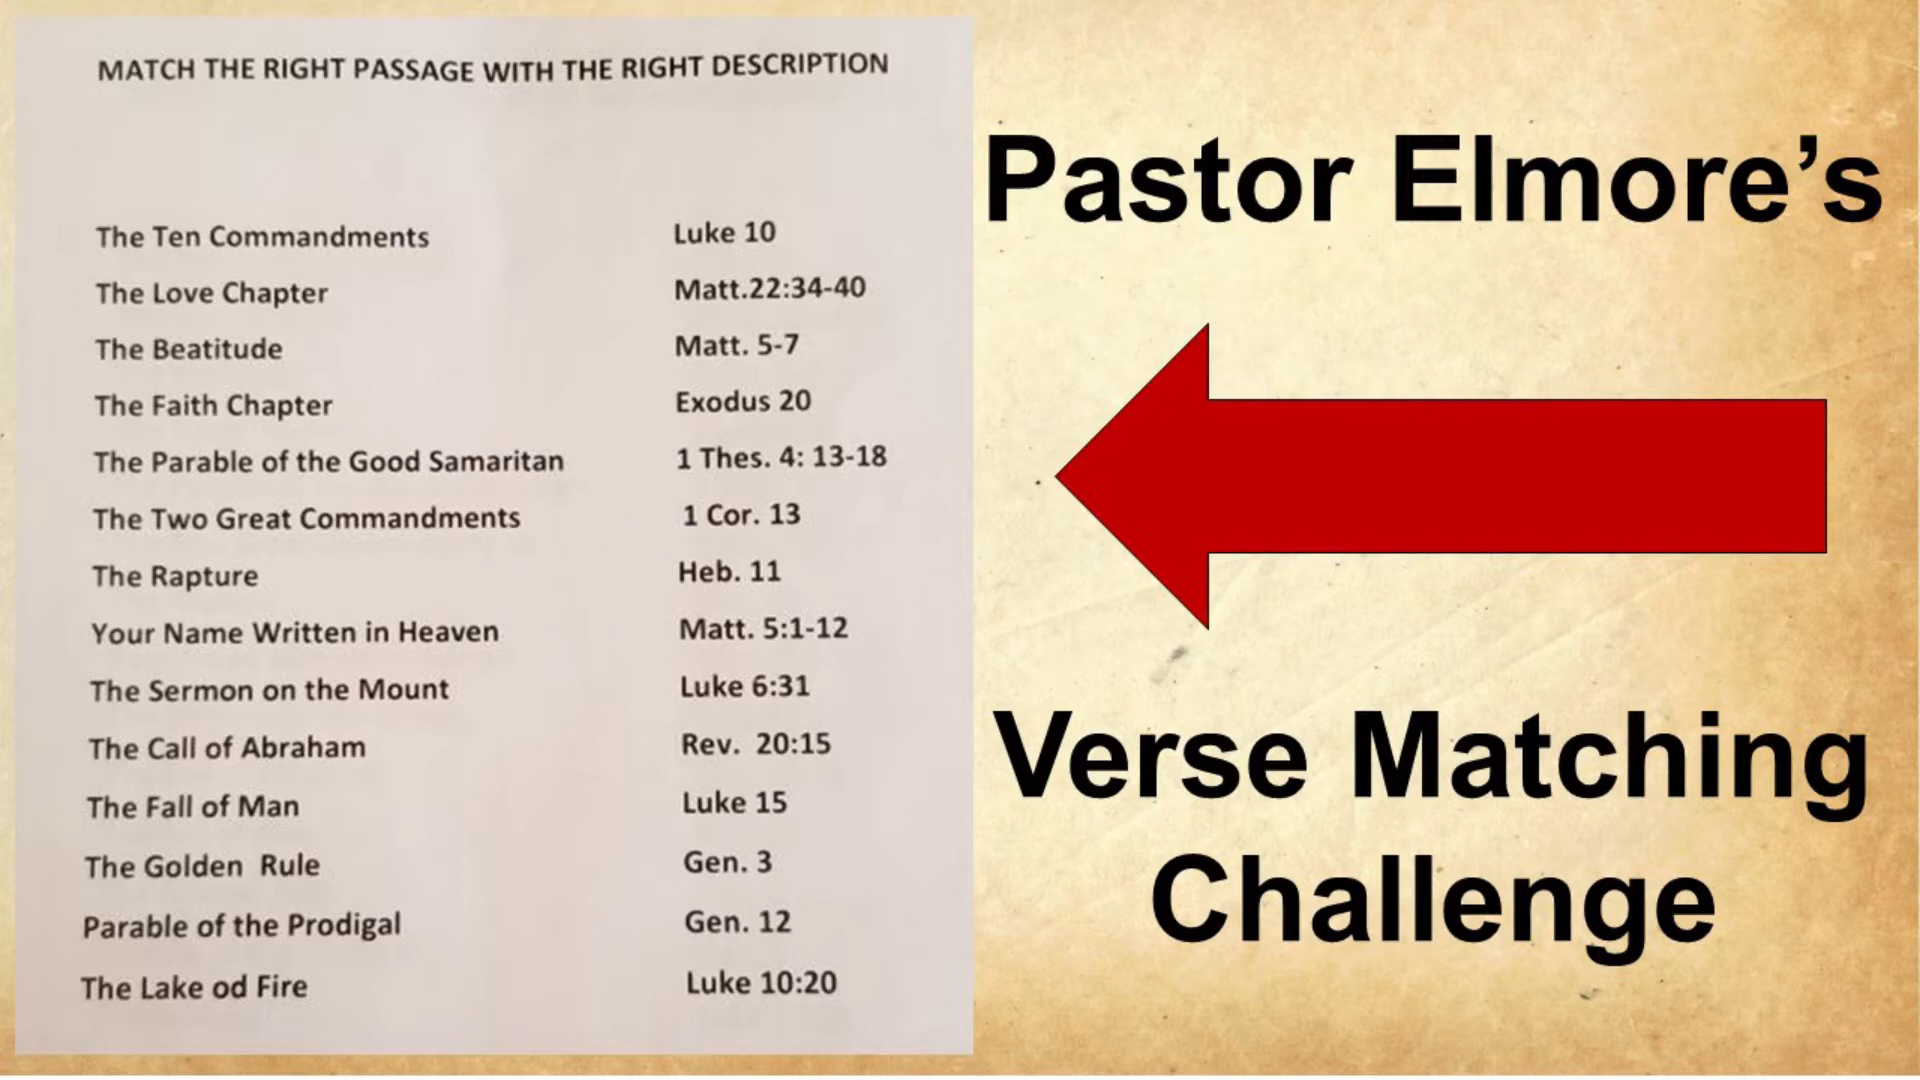 MATCH THE RIGHT PASSAGE WITH THE RIGHT DESCRIPTION
The Ten Commandments Luke 10
The Love Chapter Matt.22:34-40
The Beatitude Matt. 5-7
The Faith Chapter Exodus 20
The Parable of the Good Samaritan 1 Thes. 4: 13-18
The Two Great Commandments 1 Cor. 13
The Rapture Heb. 11
Your Name Written in Heaven Matt. 5:1-12
The Sermon on the Mount Luke 6:31
The Call of Abraham Rev. 20:15
The Fall of Man Luke 15
The Golden Rule Gen. 3
Parable of the Prodigal Gen. 12
The Lake od Fire Luke 10:20
Pastor Elmore’s
Verse Matching
Challenge